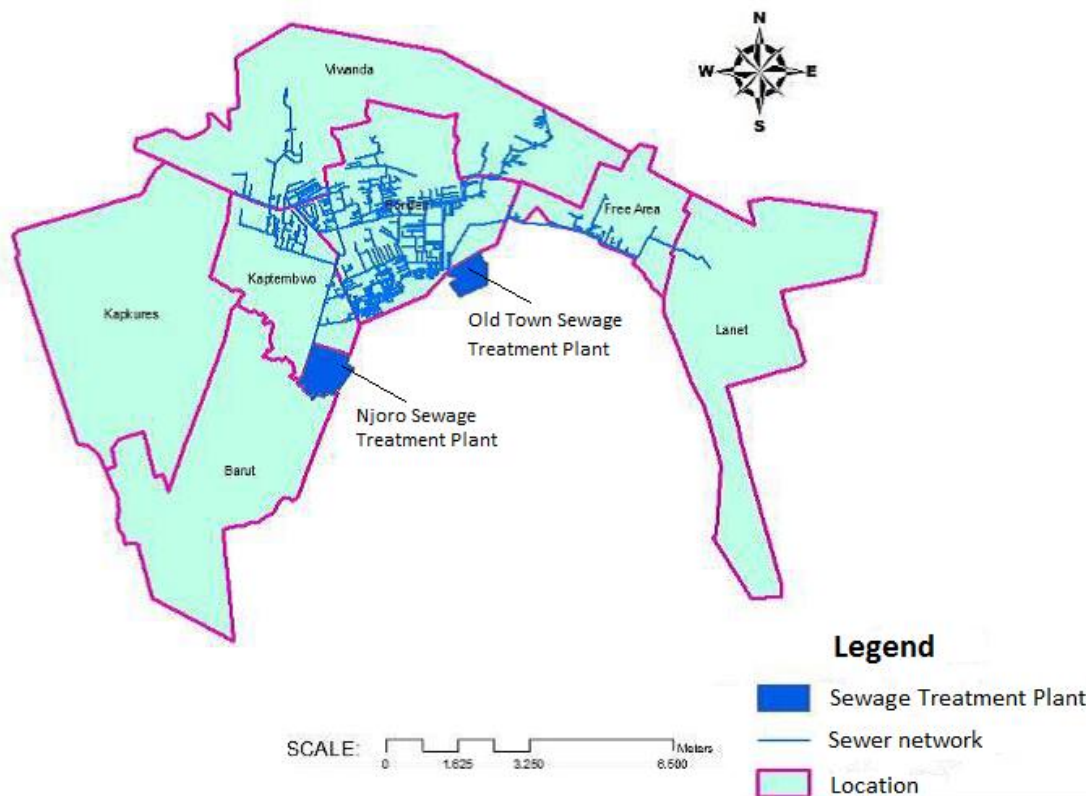 N
Viwanda
W E
S
Free Area
Kaptembwo
Kapkures
Old Town Sewage
Treatment Plant
Lanet
Njoro Sewage
Treatment Plant
Barut
Legend
Sewage Treatment Plant
SCALE:
Meters
0 1.625 3.250 6.500
Sewer network
Location